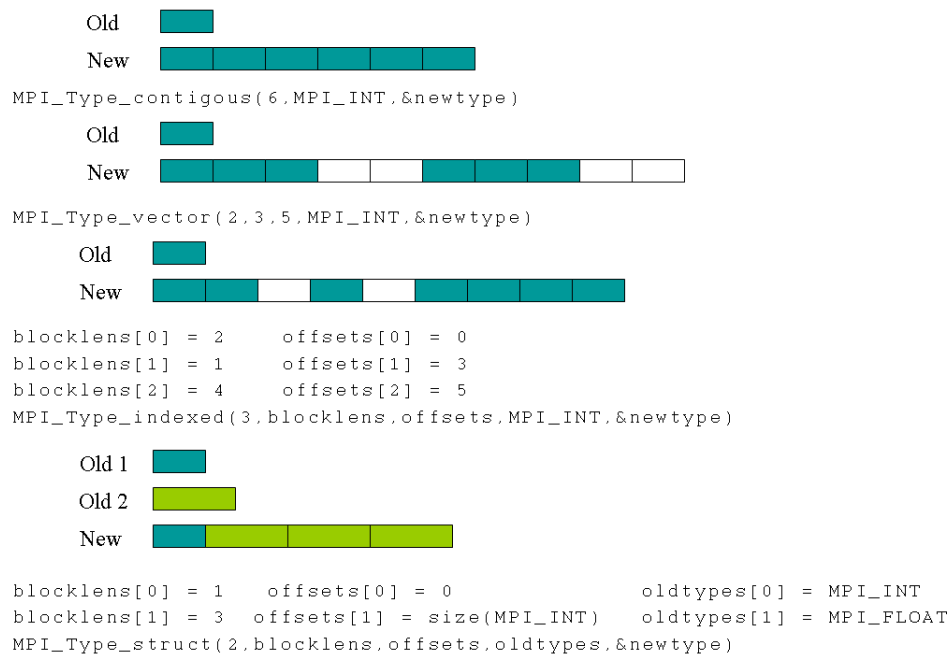 Old
New
MPI_Type_contigous(6,MPI_INT,&newtype)
Old
New
MPI_Type_vector(2,3,5,MPI_INT,&newtype)
Old
New
blocklens[0] = 2 offsets[0] = 0
blocklens[1] = 1 offsets[1] = 3
blocklens[2] = 4 offsets[2] = 5
MPI_Type_indexed(3,blocklens,offsets,MPI_INT,&newtype)
Old 1
Old 2
New
blocklens[0] = 1 offsets[0] = 0 oldtypes[0] = MPI_INT
blocklens[1] = 3 offsets[1] = size(MPI_INT) oldtypes[1] = MPI_FLOAT
MPI_Type_struct(2,blocklens,offsets,oldtypes,&newtype)